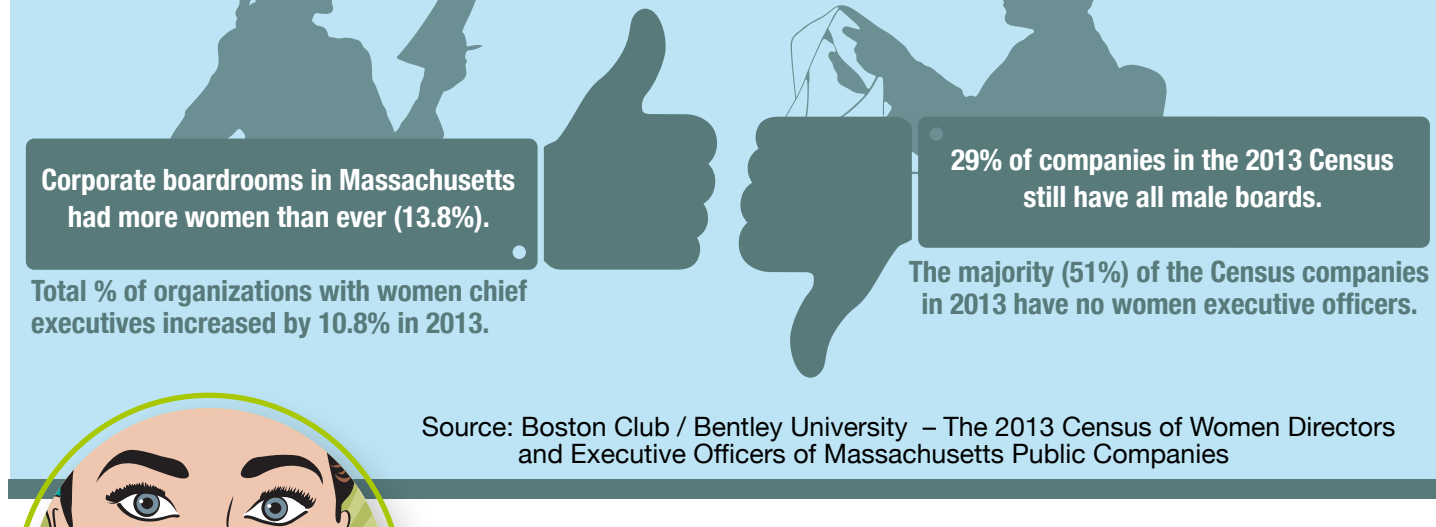 Corporate boardrooms in Massachusetts
had more women than ever (13.8%).
Total % of organizations with women chief
executives increased by 10.8% in 2013.
29% of companies in the 2013 Census
still have all male boards.
The majority (51%) of the Census companies
in 2013 have no women executive officers.
Source: Boston Club / Bentley University – The 2013 Census of Women Directors
and Executive Officers of Massachusetts Public Companies